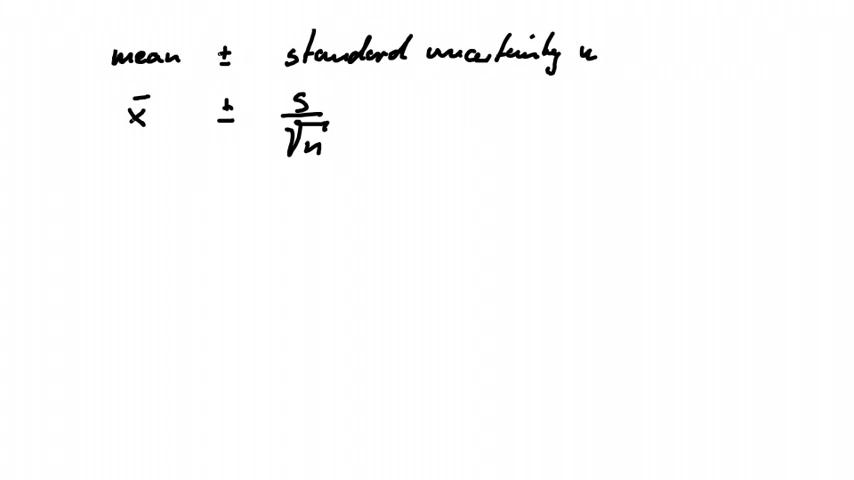 mean ± standard uncertainty u
x̄ ± s/√n